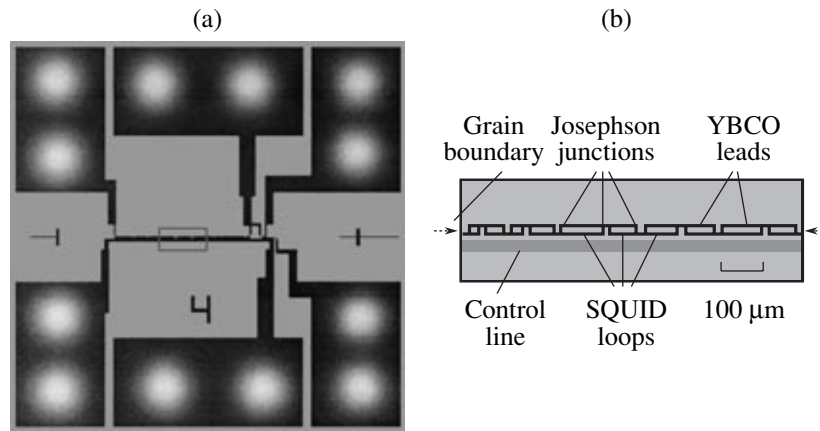 (a)
(b)
Grain
boundary
Josephson
junctions
YBCO
leads
4
Control
line
SQUID
loops
100 μm